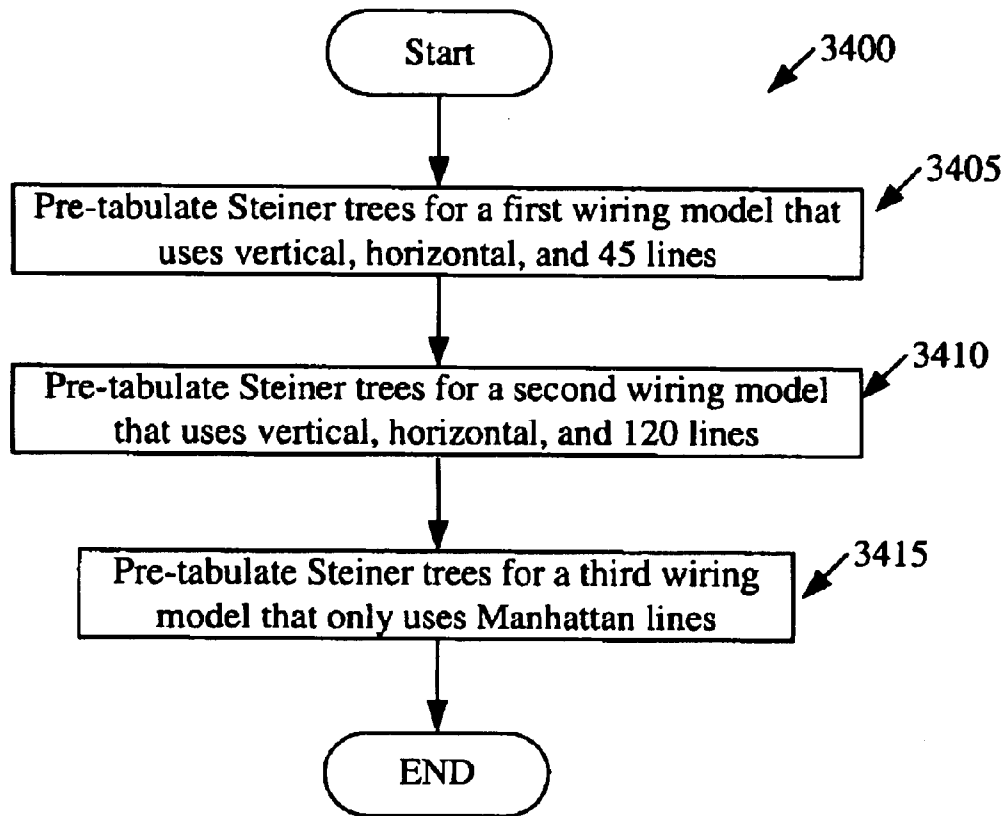 Start
3400
3405
Pre-tabulate Steiner trees for a first wiring model that
uses vertical, horizontal, and 45 lines
3410
Pre-tabulate Steiner trees for a second wiring model
that uses vertical, horizontal, and 120 lines
3415
Pre-tabulate Steiner trees for a third wiring
model that only uses Manhattan lines
END